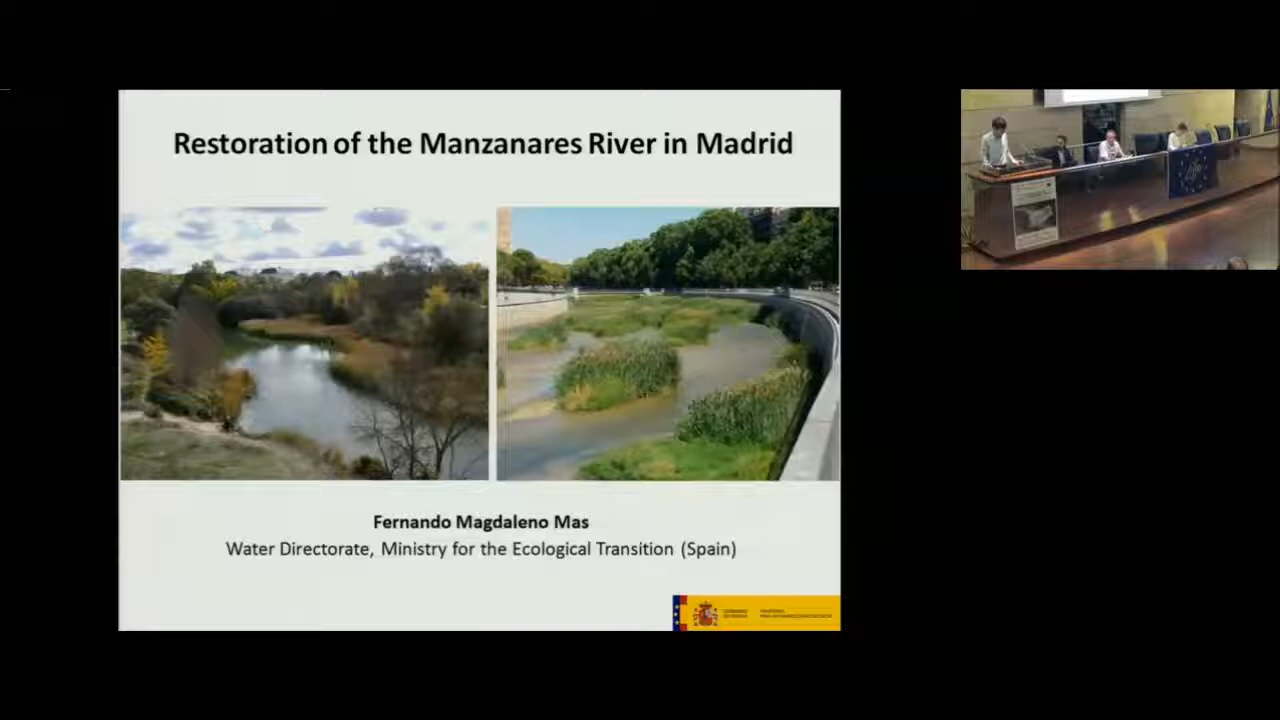 Restoration of the Manzanares River in Madrid
Fernando Magdaleno Mas
Water Directorate, Ministry for the Ecological Transition (Spain)